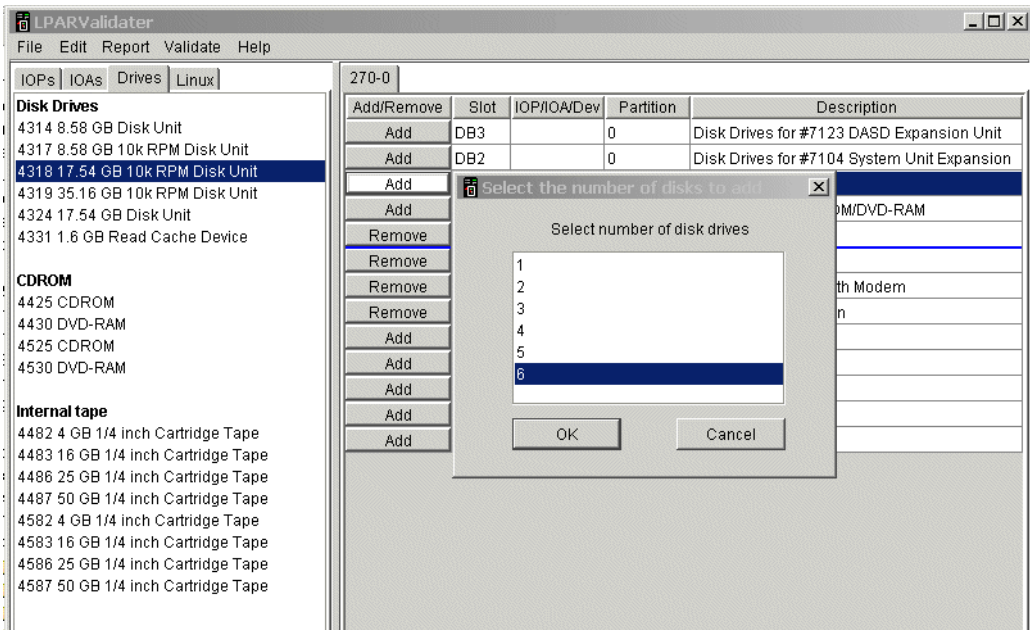 LPARValidater
File Edit Report Validate Help
IOPs IOAs Drives Linux
Disk Drives
4314 8.58 GB Disk Unit
4317 8.58 GB 10k RPM Disk Unit
4318 17.54 GB 10k RPM Disk Unit
4319 35.16 GB 10k RPM Disk Unit
4324 17.54 GB Disk Unit
4331 1.6 GB Read Cache Device
CDROM
4425 CDROM
4430 DVD-RAM
4525 CDROM
4530 DVD-RAM
Internal tape
4482 4 GB 1/4 inch Cartridge Tape
4483 16 GB 1/4 inch Cartridge Tape
4486 25 GB 1/4 inch Cartridge Tape
4487 50 GB 1/4 inch Cartridge Tape
4582 4 GB 1/4 inch Cartridge Tape
4583 16 GB 1/4 inch Cartridge Tape
4586 25 GB 1/4 inch Cartridge Tape
4587 50 GB 1/4 inch Cartridge Tape
270-0
Add/Remove Slot IOP/IOA/Dev Partition Description
Add DB3 0 Disk Drives for #7123 DASD Expansion Unit
Add DB2 0 Disk Drives for #7104 System Unit Expansion
Add
Add OM/DVD-RAM
Remove
Remove
Remove th Modem
Remove n
Add
Add
Add
Add
Add
Select the number of disks to add
Select number of disk drives
1
2
3
4
5
6
OK Cancel